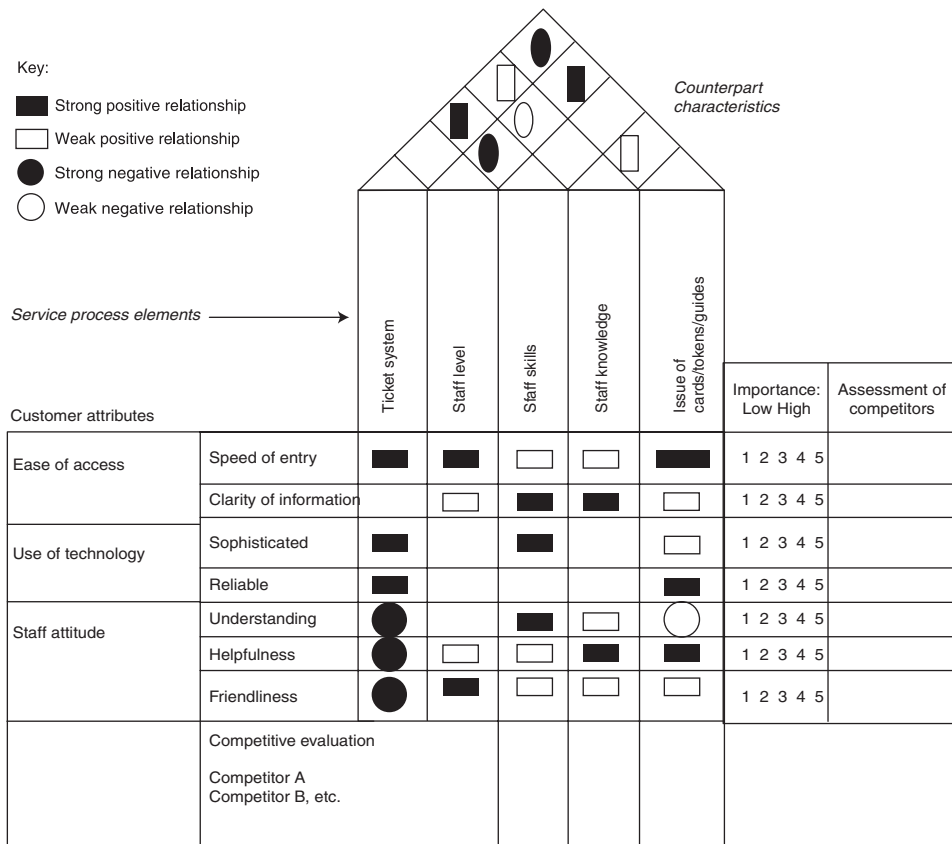 Key:
Strong positive relationship
Weak positive relationship
Strong negative relationship
Weak negative relationship
Counterpart
characteristics
Service process elements
Ticket system
Staff level
Staff skills
Staff knowledge
Issue of
cards/tokens/guides
Importance:
Low High
Assessment of
competitors
Customer attributes
Ease of access
Speed of entry
1 2 3 4 5
Clarity of information
1 2 3 4 5
Use of technology
Sophisticated
1 2 3 4 5
Reliable
1 2 3 4 5
Staff attitude
Understanding
1 2 3 4 5
Helpfulness
1 2 3 4 5
Friendliness
1 2 3 4 5
Competitive evaluation
Competitor A
Competitor B, etc.